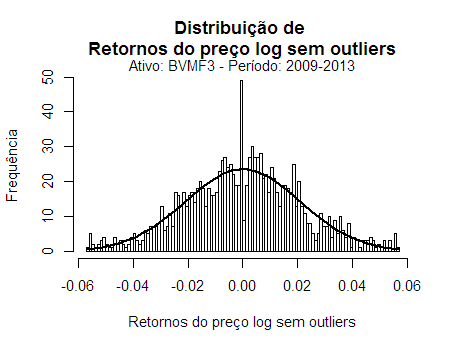 Distribuição de
Retornos do preço log sem outliers
Ativo: BVMF3 - Período: 2009-2013
Frequência
50
40
30
20
10
0
-0.06 -0.04 -0.02 0.00 0.02 0.04 0.06
Retornos do preço log sem outliers